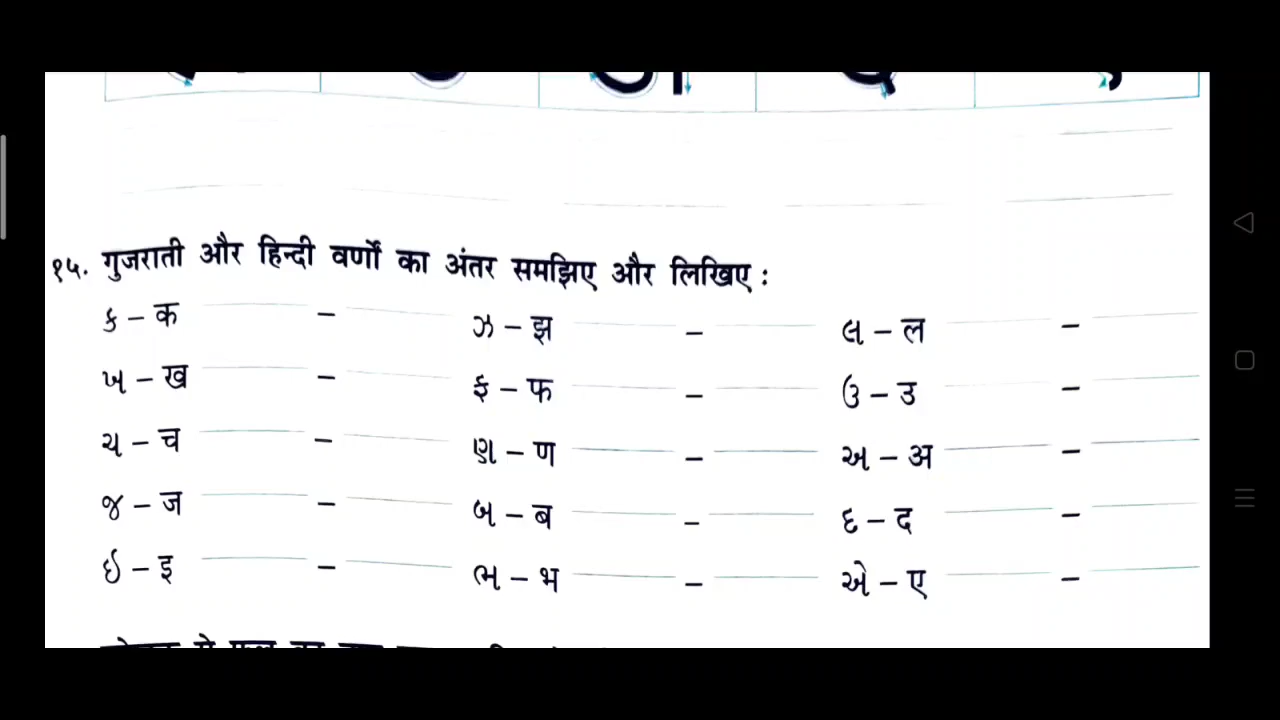 १५. गुजराती और हिन्दी वर्णों का अंतर समझिए और लिखिए :
ક – क – ઝ – झ – લ – ल –
ખ – ख – ફ – फ – ઉ – उ –
ચ – च – ણ – ण – અ – अ –
જ – ज – બ – ब – દ – द –
ઇ – इ – ભ – भ – એ – ए –